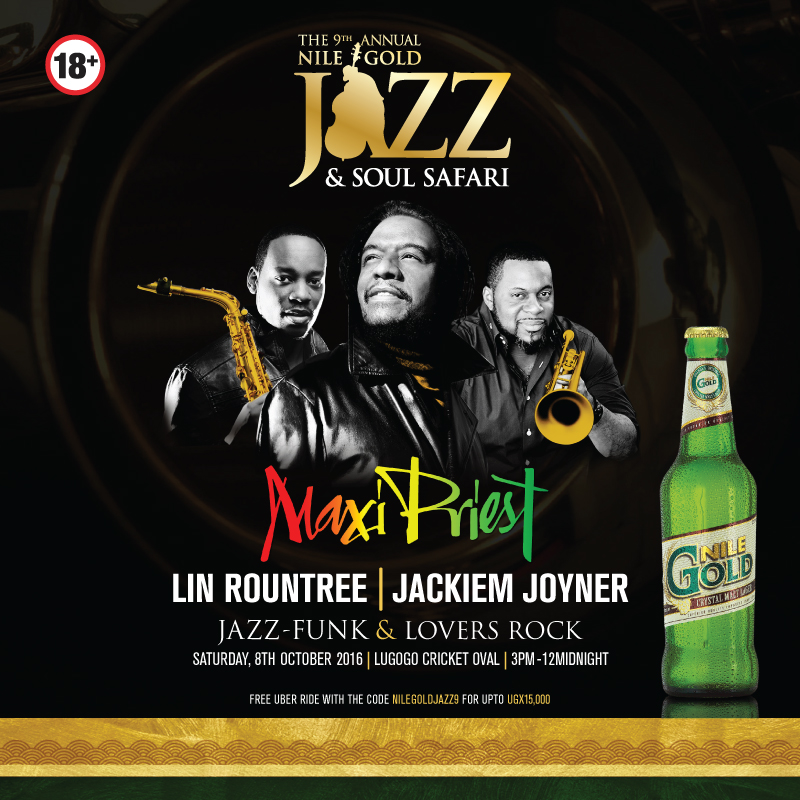 18+
THE 9TH ANNUAL
NILE GOLD
JAZZ
& SOUL SAFARI
Maxi Priest
LIN ROUNTREE | JACKIEM JOYNER
JAZZ-FUNK & LOVERS ROCK
SATURDAY, 8TH OCTOBER 2016 | LUGOGO CRICKET OVAL | 3PM -12MIDNIGHT
FREE UBER RIDE WITH THE CODE NILEGOLDJAZZ9 FOR UPTO UGX15,000
GOLD
NILE
GOLD
CRYSTAL MALT LAGER